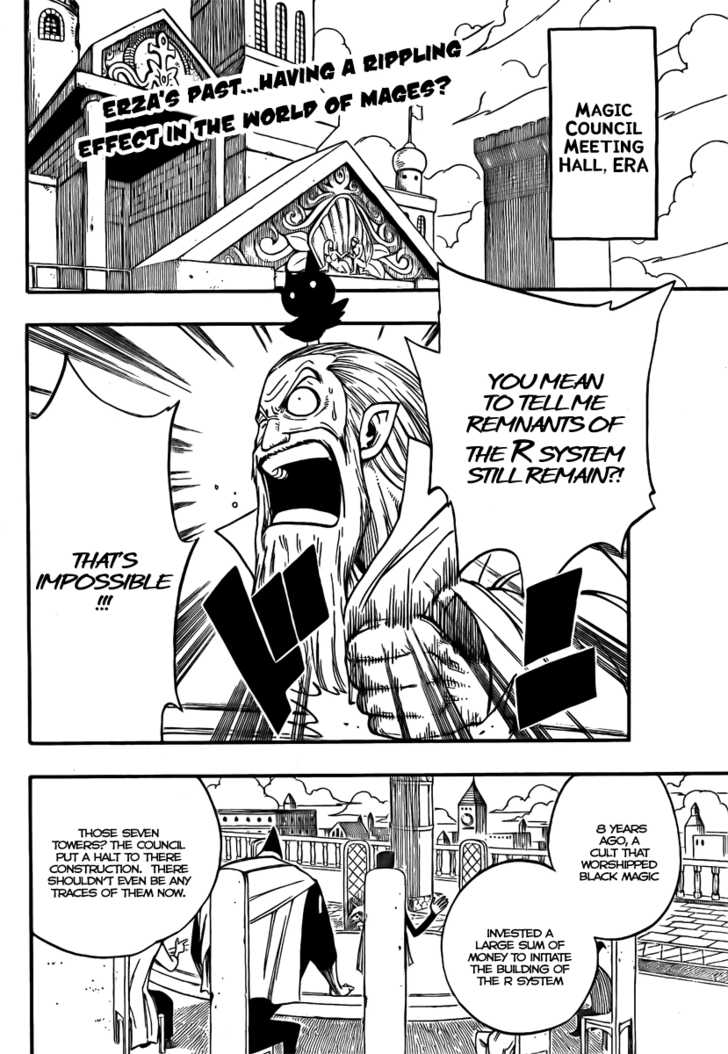 ERZA'S PAST...HAVING A RIPPLING
EFFECT IN THE WORLD OF MAGES?
MAGIC
COUNCIL
MEETING
HALL, ERA
YOU MEAN
TO TELL ME
REMNANTS OF
THE R SYSTEM
STILL REMAIN?!
THAT'S
IMPOSSIBLE
!!!
8 YEARS
AGO, A
CULT THAT
WORSHIPPED
BLACK MAGIC
INVESTED A
LARGE SUM OF
MONEY TO INITIATE
THE BUILDING OF
THE R SYSTEM
THOSE SEVEN
TOWERS? THE COUNCIL
PUT A HALT TO THERE
CONSTRUCTION. THERE
SHOULDN'T EVEN BE ANY
TRACES OF THEM NOW.